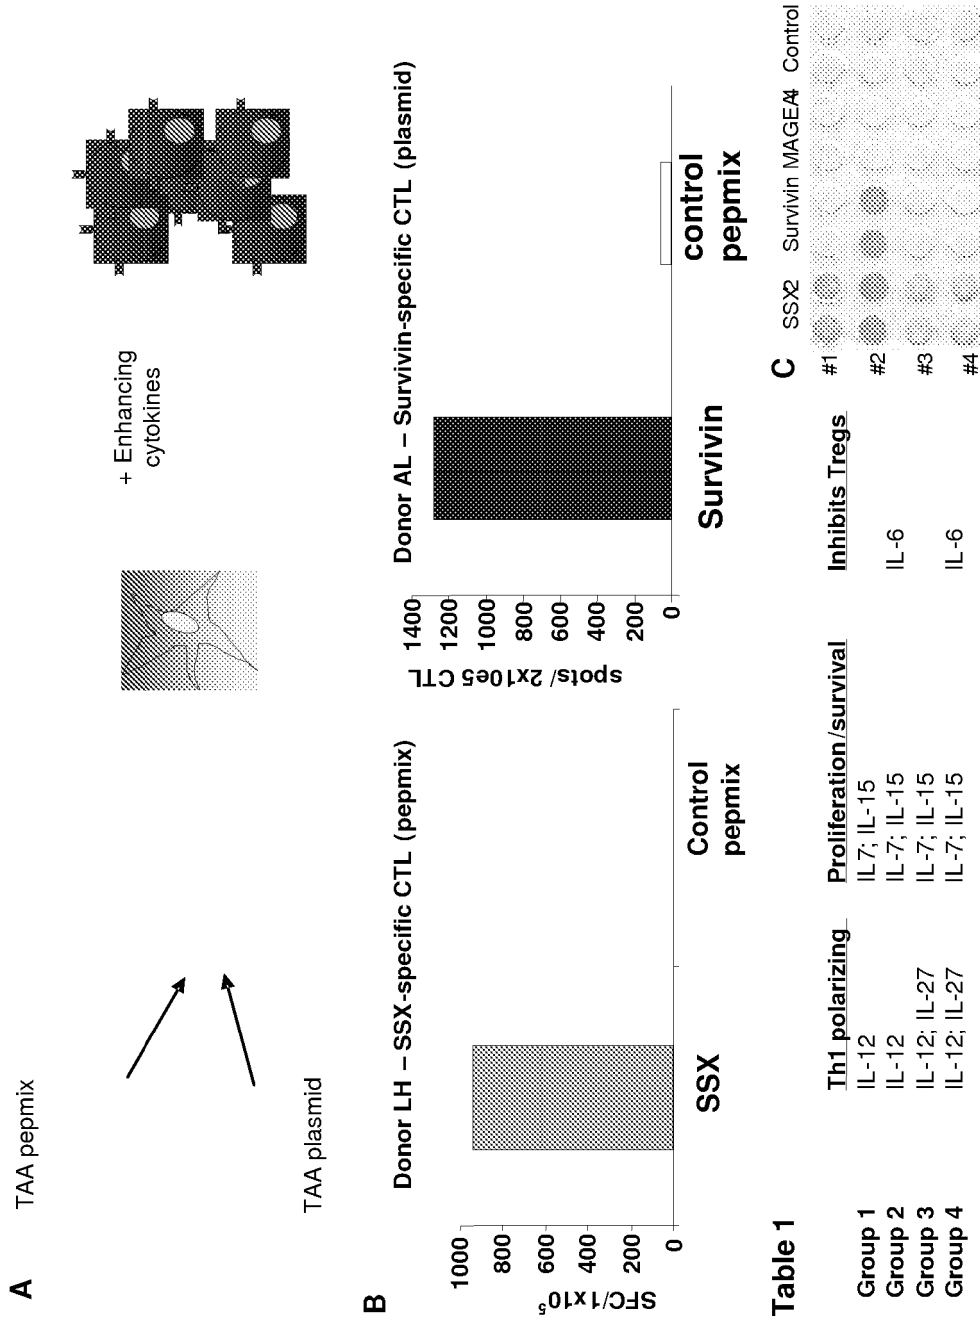 A
TAA pepmix
TAA plasmid
+ Enhancing
cytokines
B
Donor LH – SSX-specific CTL (pepmix)
SFC/1x10⁵
1000
800
600
400
200
0
SSX
Control
pepmix
Donor AL – Survivin-specific CTL (plasmid)
spots/ 2x10e5 CTL
1400
1200
1000
800
600
400
200
0
Survivin
control
pepmix
Table 1
Th1 polarizing Proliferation/survival Inhibits Tregs
Group 1 IL-12 IL7; IL-15
Group 2 IL-12 IL-7; IL-15 IL-6
Group 3 IL-12; IL-27 IL-7; IL-15
Group 4 IL-12; IL-27 IL-7; IL-15 IL-6
C
SSX2 Survivin MAGEA4 Control
#1
#2
#3
#4